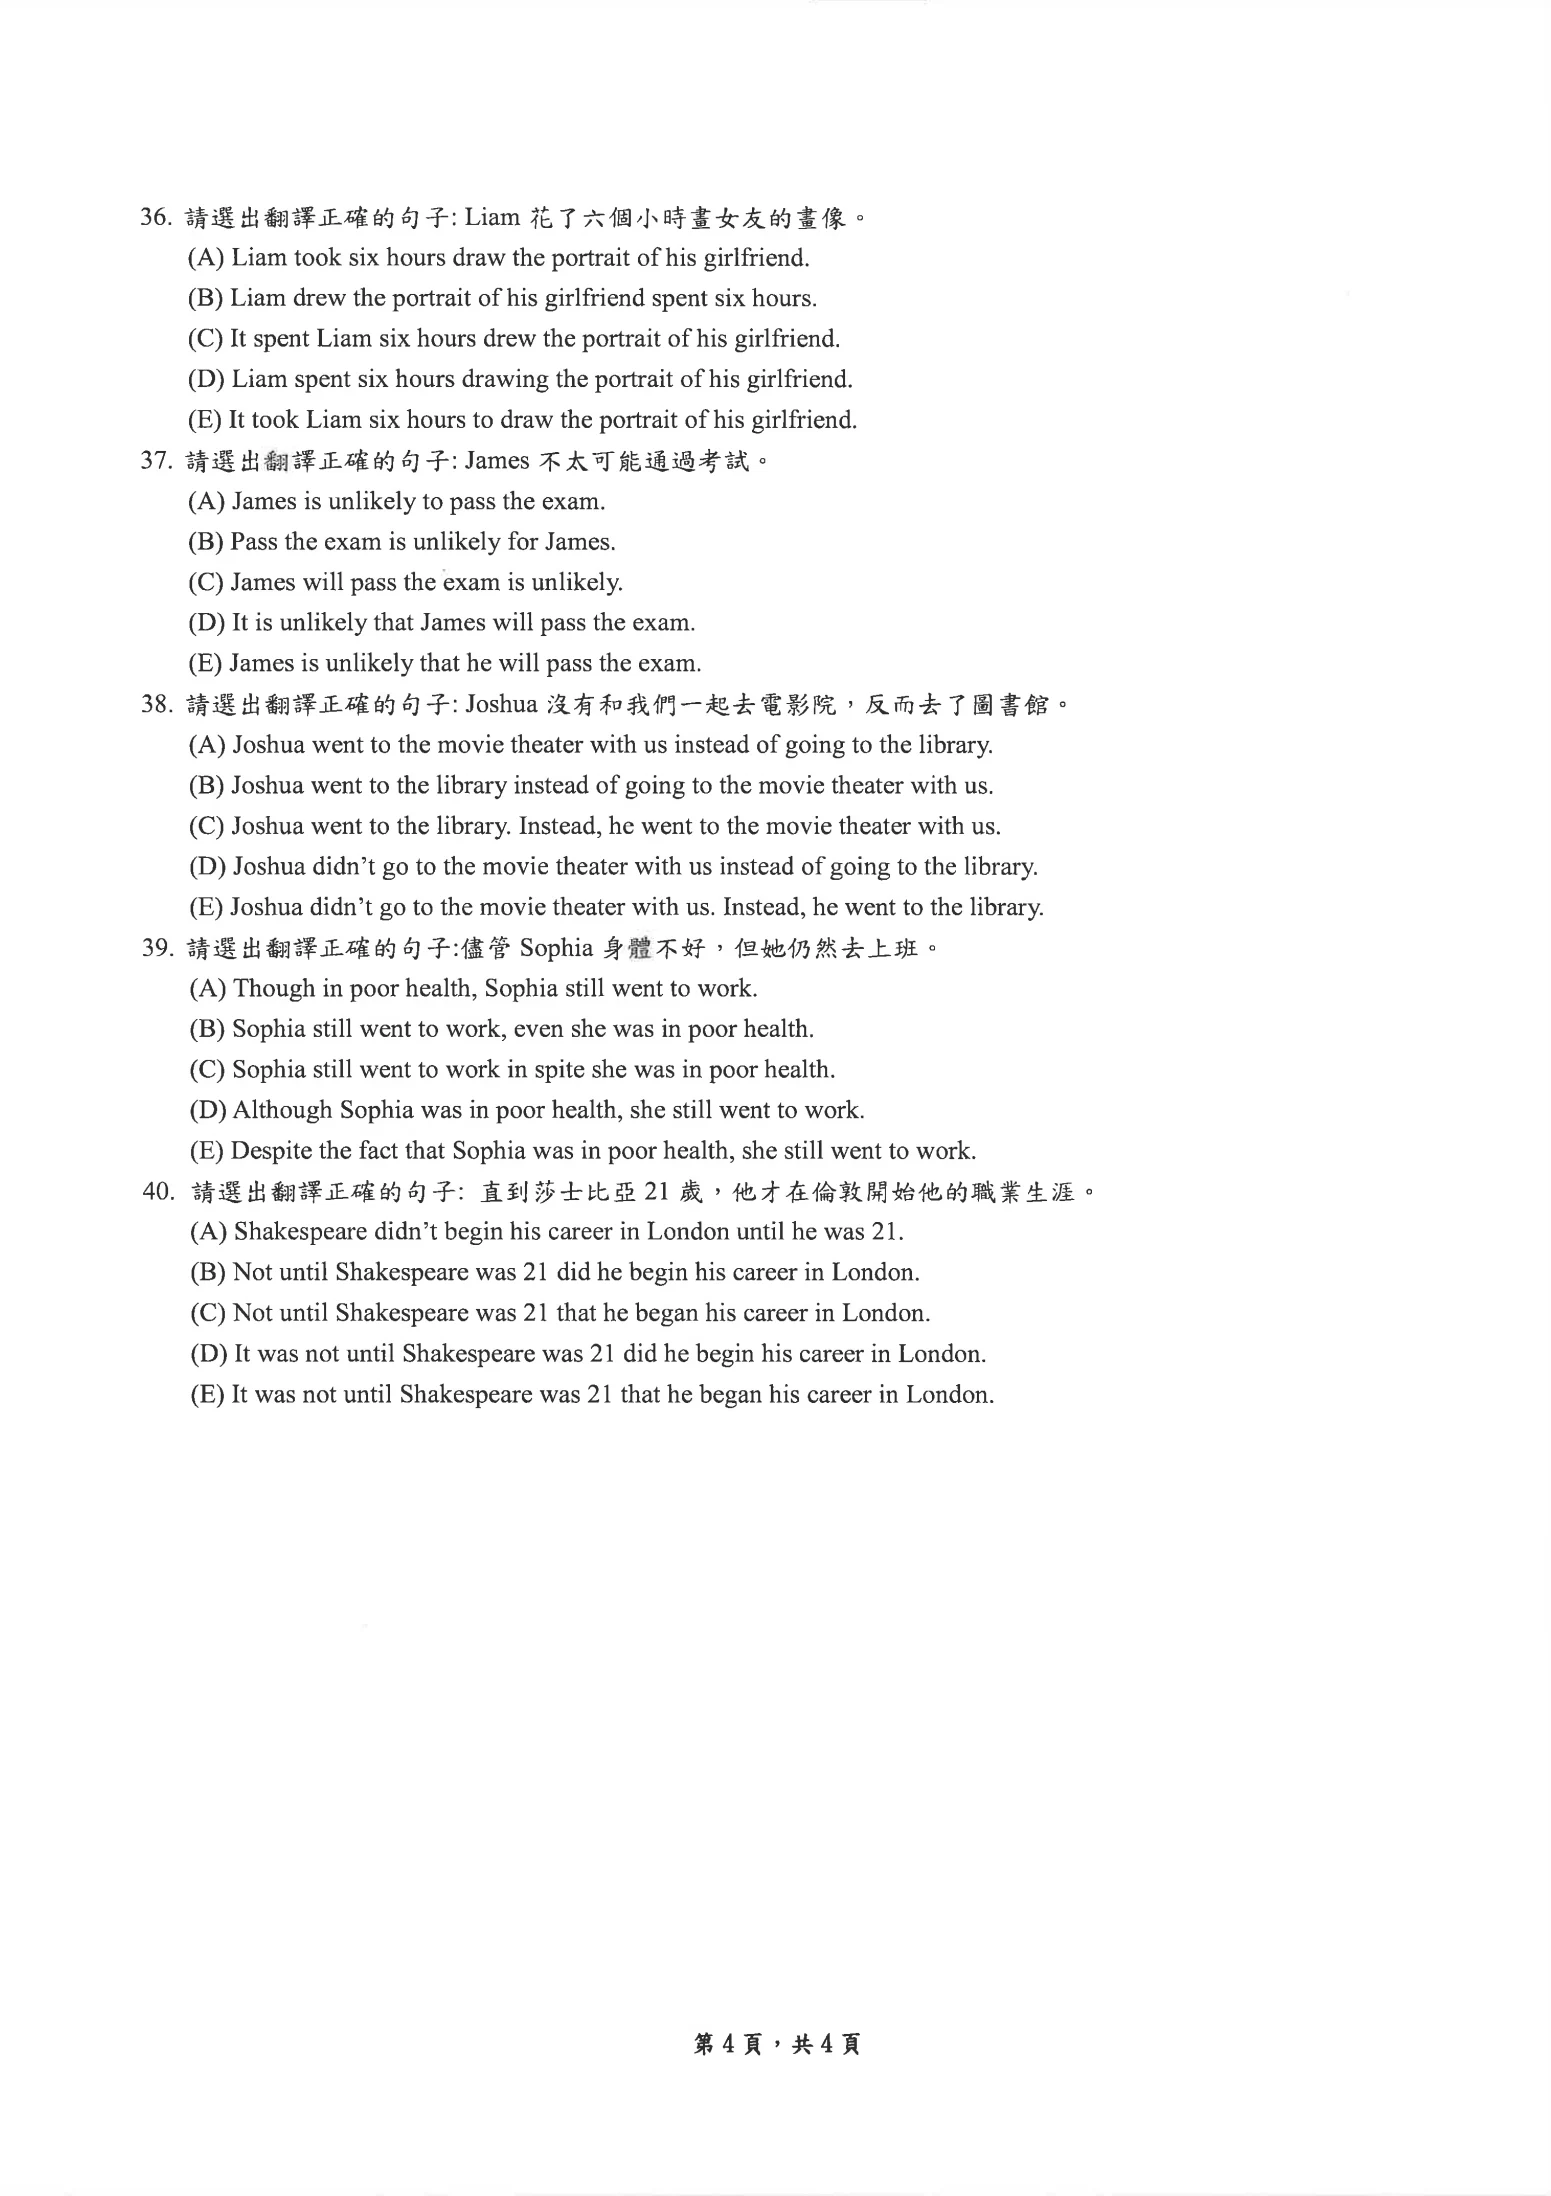 36. 請選出翻譯正確的句子: Liam 花了六個小時畫女友的畫像。
(A) Liam took six hours draw the portrait of his girlfriend.
(B) Liam drew the portrait of his girlfriend spent six hours.
(C) It spent Liam six hours drew the portrait of his girlfriend.
(D) Liam spent six hours drawing the portrait of his girlfriend.
(E) It took Liam six hours to draw the portrait of his girlfriend.
37. 請選出翻譯正確的句子: James 不太可能通過考試。
(A) James is unlikely to pass the exam.
(B) Pass the exam is unlikely for James.
(C) James will pass the exam is unlikely.
(D) It is unlikely that James will pass the exam.
(E) James is unlikely that he will pass the exam.
38. 請選出翻譯正確的句子: Joshua 沒有和我們一起去電影院，反而去了圖書館。
(A) Joshua went to the movie theater with us instead of going to the library.
(B) Joshua went to the library instead of going to the movie theater with us.
(C) Joshua went to the library. Instead, he went to the movie theater with us.
(D) Joshua didn’t go to the movie theater with us instead of going to the library.
(E) Joshua didn’t go to the movie theater with us. Instead, he went to the library.
39. 請選出翻譯正確的句子:儘管 Sophia 身體不好，但她仍然去上班。
(A) Though in poor health, Sophia still went to work.
(B) Sophia still went to work, even she was in poor health.
(C) Sophia still went to work in spite she was in poor health.
(D) Although Sophia was in poor health, she still went to work.
(E) Despite the fact that Sophia was in poor health, she still went to work.
40. 請選出翻譯正確的句子: 直到莎士比亞 21 歲，他才在倫敦開始他的職業生涯。
(A) Shakespeare didn’t begin his career in London until he was 21.
(B) Not until Shakespeare was 21 did he begin his career in London.
(C) Not until Shakespeare was 21 that he began his career in London.
(D) It was not until Shakespeare was 21 did he begin his career in London.
(E) It was not until Shakespeare was 21 that he began his career in London.
第 4 頁，共 4 頁